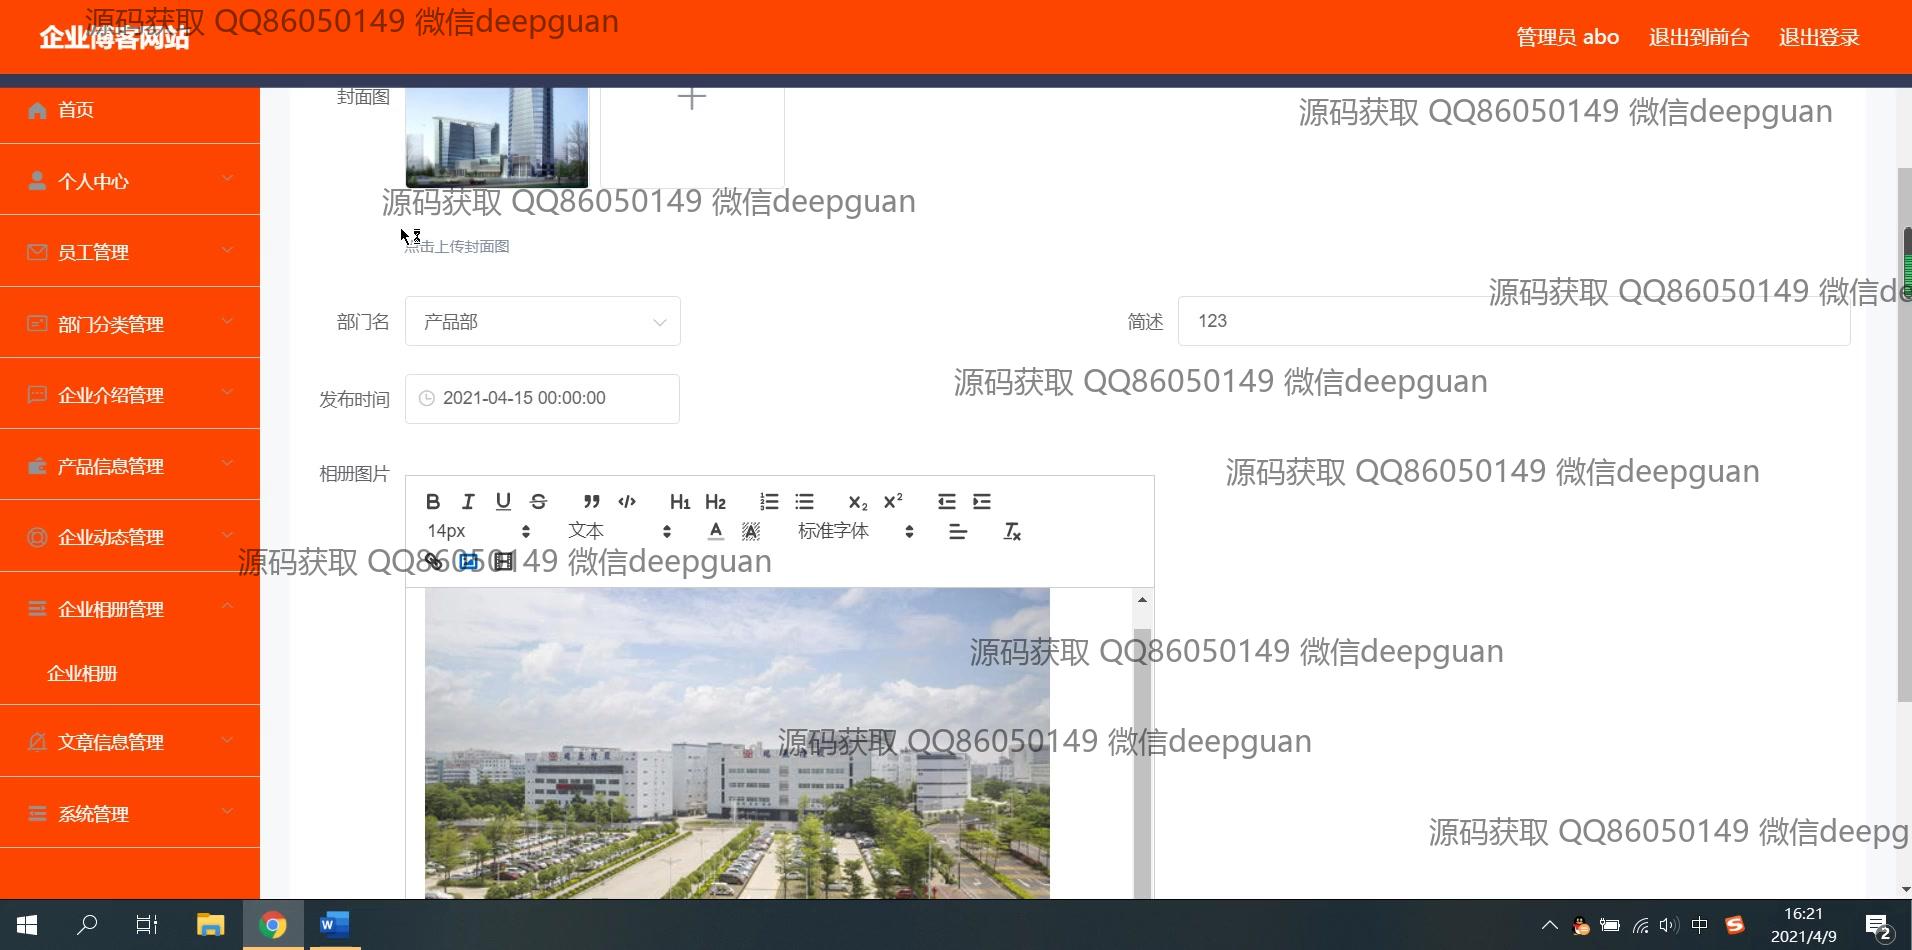 源码获取 QQ86050149 微信deepguan
企业博客网站
管理员 abo
退出到前台
退出登录
首页
个人中心
员工管理
部门分类管理
企业介绍管理
产品信息管理
企业动态管理
企业相册管理
企业相册
文章信息管理
系统管理
封面图
源码获取 QQ86050149 微信deepguan
源码获取 QQ86050149 微信deepguan
点击上传封面图
源码获取 QQ86050149 微信de
部门名
产品部
简述
123
源码获取 QQ86050149 微信deepguan
发布时间
2021-04-15 00:00:00
源码获取 QQ86050149 微信deepguan
相册图片
B I U S H1 H2 X2 X2
14px
文本
A A
标准字体
源码获取 QQ86050149 微信deepguan
源码获取 QQ86050149 微信deepguan
源码获取 QQ86050149 微信deepguan
源码获取 QQ86050149 微信deepg
W
中
S
16:21
2021/4/9
2